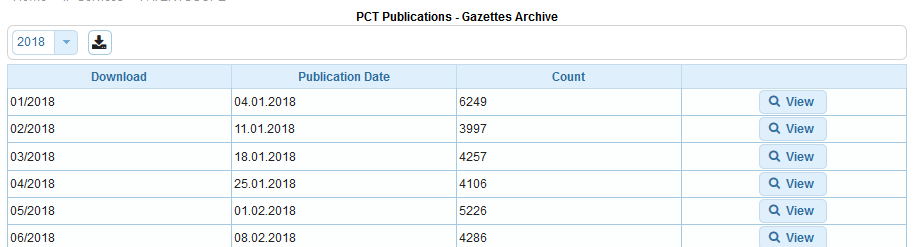 PCT Publications - Gazettes Archive
2018
Download Publication Date Count
01/2018 04.01.2018 6249 View
02/2018 11.01.2018 3997 View
03/2018 18.01.2018 4257 View
04/2018 25.01.2018 4106 View
05/2018 01.02.2018 5226 View
06/2018 08.02.2018 4286 View